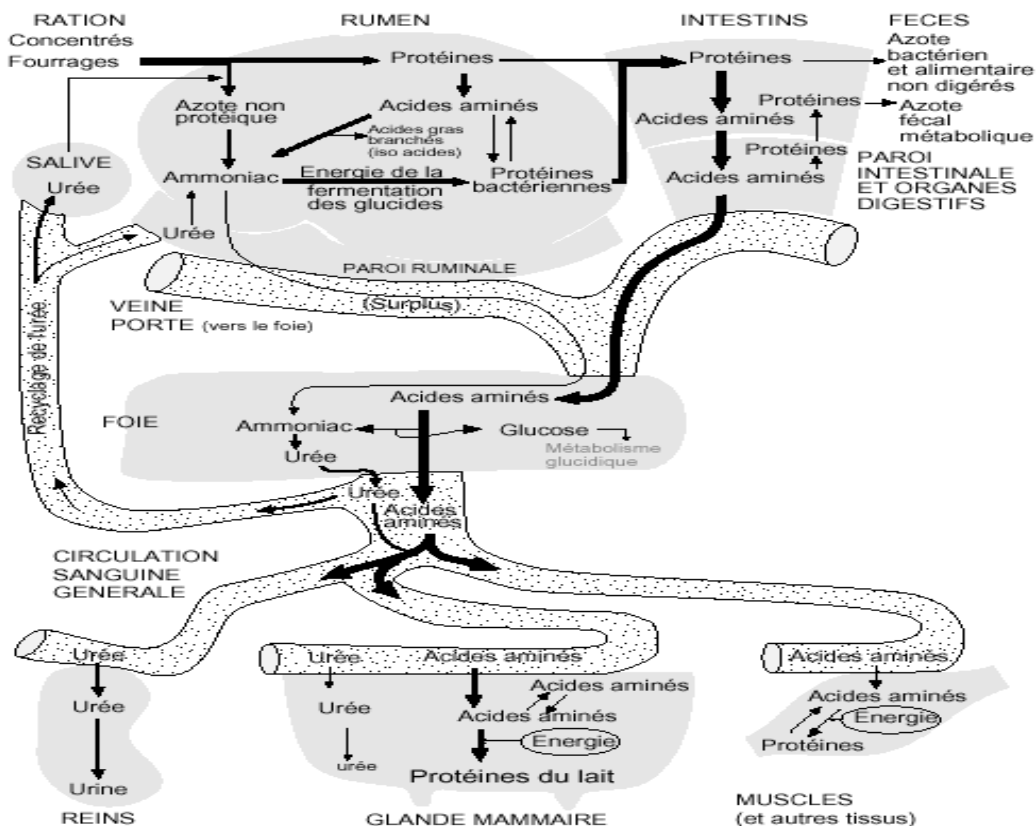 RATION
Concentrés
Fourrages
RUMEN
INTESTINS
FECES
Protéines
Protéines
Azote
bactérien
et alimentaire
non digérés
Azote non
protéique
Acides aminés
Acides gras
branchés
(iso acides)
Protéines
Acides aminés
Azote
fécal
métabolique
SALIVE
Urée
Ammoniac
Energie de la
fermentation
des glucides
Protéines
bactériennes
Protéines
Acides aminés
PAROI
INTESTINALE
ET ORGANES
DIGESTIFS
Urée
PAROI RUMINALE
(Surplus)
VEINE
PORTE (vers le foie)
Recyclage de l'urée
FOIE
Acides aminés
Ammoniac
Glucose
Urée
Métabolisme
glucidique
Urée
Acides
aminés
CIRCULATION
SANGUINE
GENERALE
Urée
Urée
Acides aminés
Acides aminés
Urée
Urée
Acides aminés
Acides aminés
Acides aminés
Energie
Energie
Protéines
urée
Protéines du lait
Urine
REINS
GLANDE MAMMAIRE
MUSCLES
(et autres tissus)